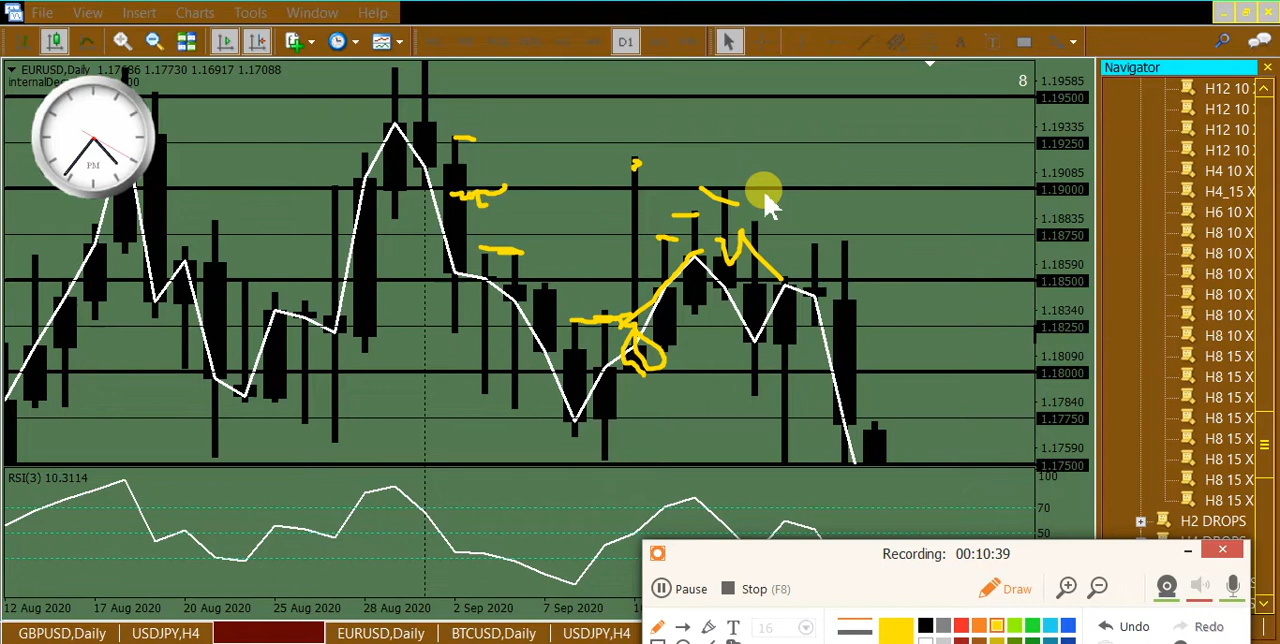 File View Insert Charts Tools Window Help
D1
EURUSD,Daily 1.17686 1.17730 1.16917 1.17088
8
PM
1.19585
1.19500
1.19335
1.19250
1.19085
1.19000
1.18835
1.18750
1.18590
1.18500
1.18340
1.18250
1.18090
1.18000
1.17840
1.17750
1.17590
1.17500
RSI(3) 10.3114
100
70
50
12 Aug 2020 17 Aug 2020 20 Aug 2020 25 Aug 2020 28 Aug 2020 2 Sep 2020 7 Sep 2020
GBPUSD,Daily USDJPY,H4 EURUSD,Daily BTCUSD,Daily USDJPY,H4
Navigator
H12 10
H12 10
H12 10
H12 10
H4 10 X
H4_15 X
H6 10 X
H8 10 X
H8 10 X
H8 10 X
H8 10 X
H8 10 X
H8 10 X
H8 15 X
H8 15 X
H8 15 X
H8 15 X
H8 15 X
H8 15 X
H8 15 X
H8 15 X
H2 DROPS
Recording: 00:10:39
Pause Stop (F8) Draw
T 16 Undo Redo